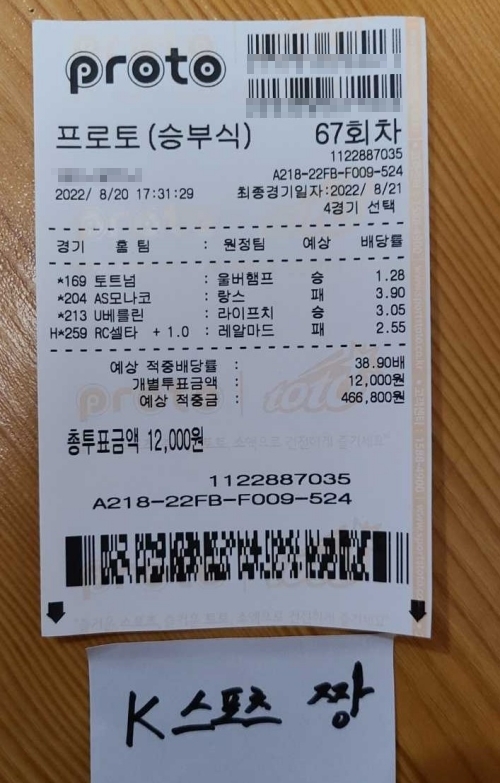 proto
프로토(승부식) 67회차
1122887035
A218-22FB-F009-524
2022/ 8/20 17:31:29 최종경기일자:2022/ 8/21
4경기 선택
경기 홈 팀 : 원정팀 예상 배당률
*169 토트넘 : 울버햄프 승 1.28
*204 AS모나코 : 랑스 패 3.90
*213 U베를린 : 라이프치 승 3.05
H*259 RC셀타 + 1.0 : 레알마드 패 2.55
예상 적중배당률 : 38.90배
개별투표금액 : 12,000원
예상 적중금 : 466,800원
총투표금액 12,000원
1122887035
A218-22FB-F009-524
K 스포츠 짱